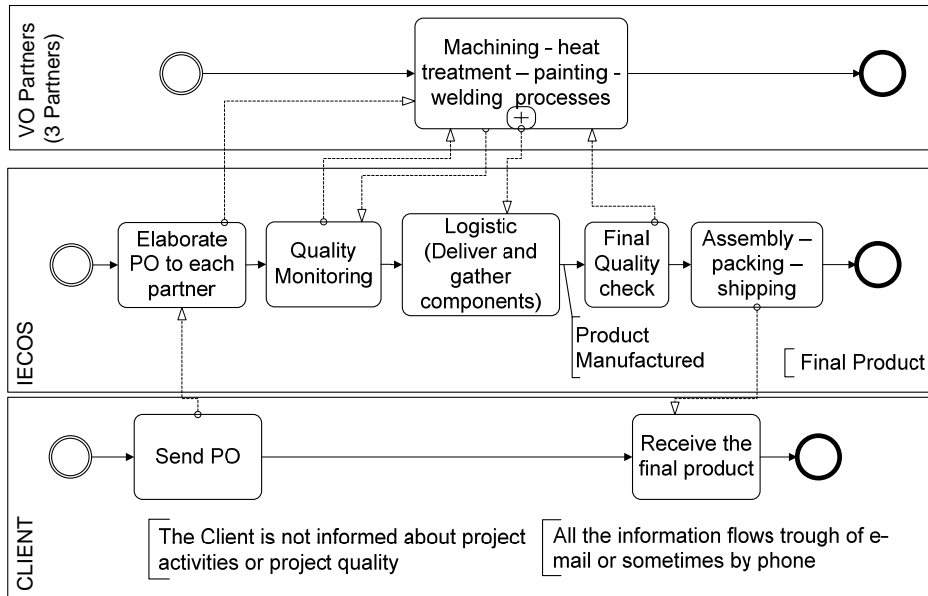 VO Partners
(3 Partners)
Machining - heat
treatment – painting -
welding processes
IECOS
Elaborate
PO to each
partner
Quality
Monitoring
Logistic
(Deliver and
gather
components)
Final
Quality
check
Assembly –
packing –
shipping
Product
Manufactured
Final Product
CLIENT
Send PO
Receive the
final product
The Client is not informed about project
activities or project quality
All the information flows trough of e-
mail or sometimes by phone